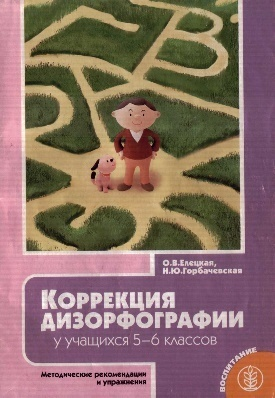 О.В.Елецкая,
Н.Ю.Горбачевская
КОРРЕКЦИЯ
ДИЗОРФОГРАФИИ
у учащихся 5–6 классов
Методические рекомендации
и упражнения
ВОСПИТАНИЕ